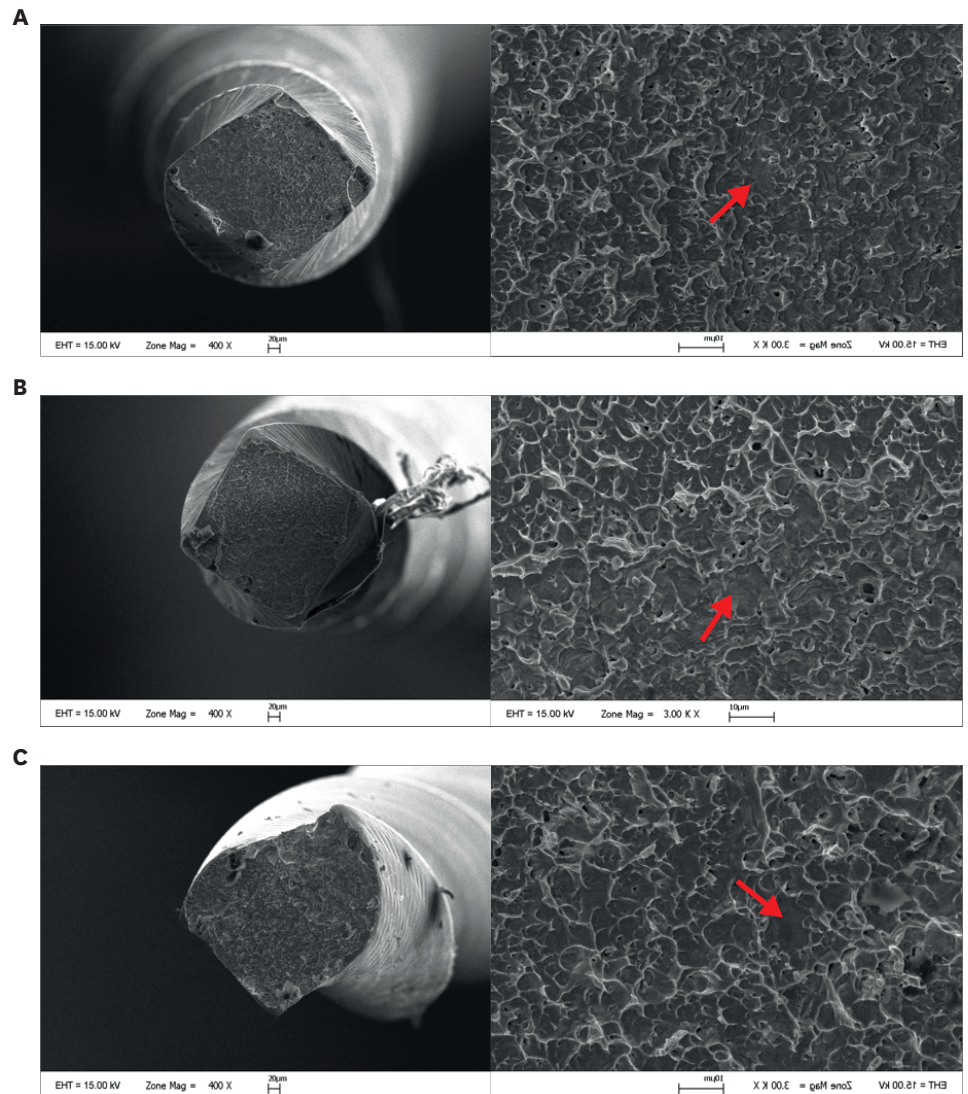 A
EHT = 15.00 kV Zone Mag = 400 X 20µm
EHT = 15.00 kV Zone Mag = 3.00 K X 10µm
B
EHT = 15.00 kV Zone Mag = 400 X 20µm
EHT = 15.00 kV Zone Mag = 3.00 K X 10µm
C
EHT = 15.00 kV Zone Mag = 400 X 20µm
EHT = 15.00 kV Zone Mag = 3.00 K X 10µm